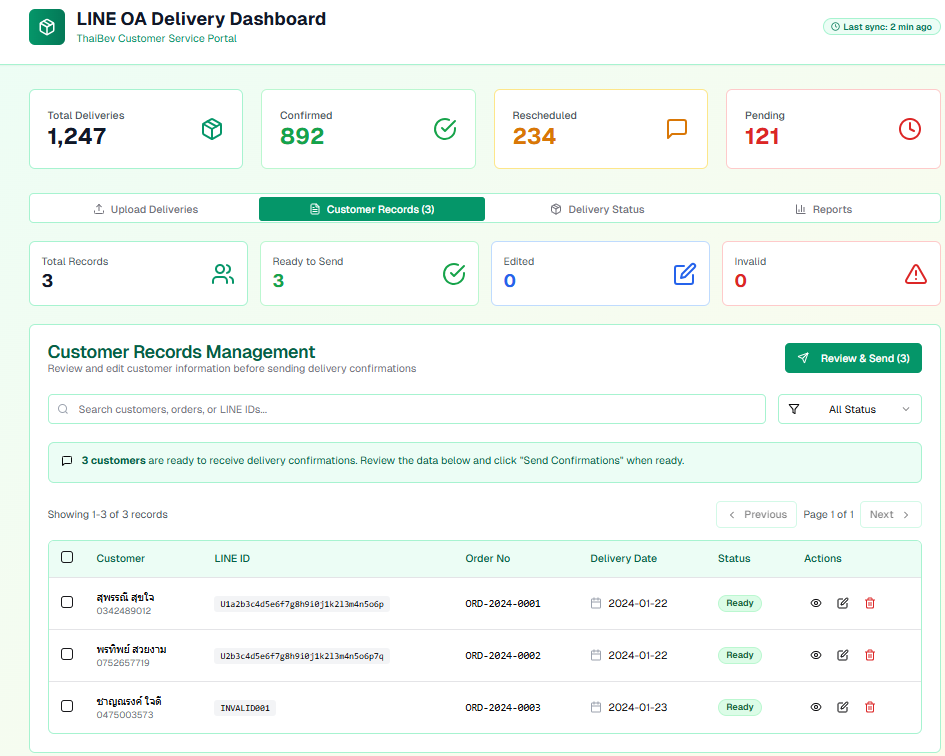 LINE OA Delivery Dashboard
ThaiBev Customer Service Portal
Last sync: 2 min ago
Total Deliveries
1,247
Confirmed
892
Rescheduled
234
Pending
121
Upload Deliveries
Customer Records (3)
Delivery Status
Reports
Total Records
3
Ready to Send
3
Edited
0
Invalid
0
Customer Records Management
Review and edit customer information before sending delivery confirmations
Review & Send (3)
Search customers, orders, or LINE IDs...
All Status
3 customers are ready to receive delivery confirmations. Review the data below and click "Send Confirmations" when ready.
Showing 1-3 of 3 records
Previous
Page 1 of 1
Next
Customer LINE ID Order No Delivery Date Status Actions
สุพรรณี สุขใจ
0342489012
U1a2b3c4d5e6f7g8h9i0j1k2l3m4n5o6p
ORD-2024-0001
2024-01-22
Ready
พรทิพย์ สวยงาม
0752657719
U2b3c4d5e6f7g8h9i0j1k2l3m4n5o6p7q
ORD-2024-0002
2024-01-22
Ready
ชาญณรงค์ ใจดี
0475003573
INVALID001
ORD-2024-0003
2024-01-23
Ready